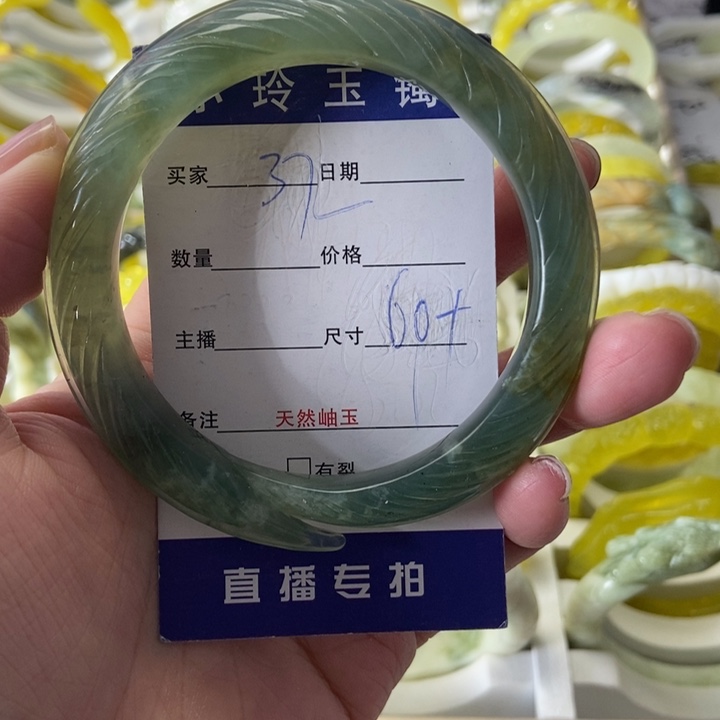 玲玉镯
买家 37 日期
数量 价格
主播 尺寸 60+
备注 天然岫玉
□有裂
直播专拍